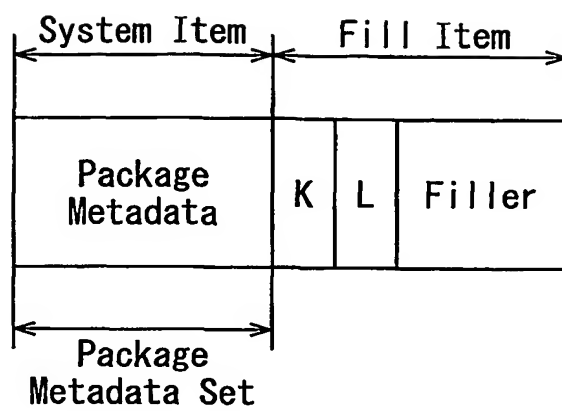 System Item Fill Item
Package
Metadata
K L Filler
Package
Metadata Set